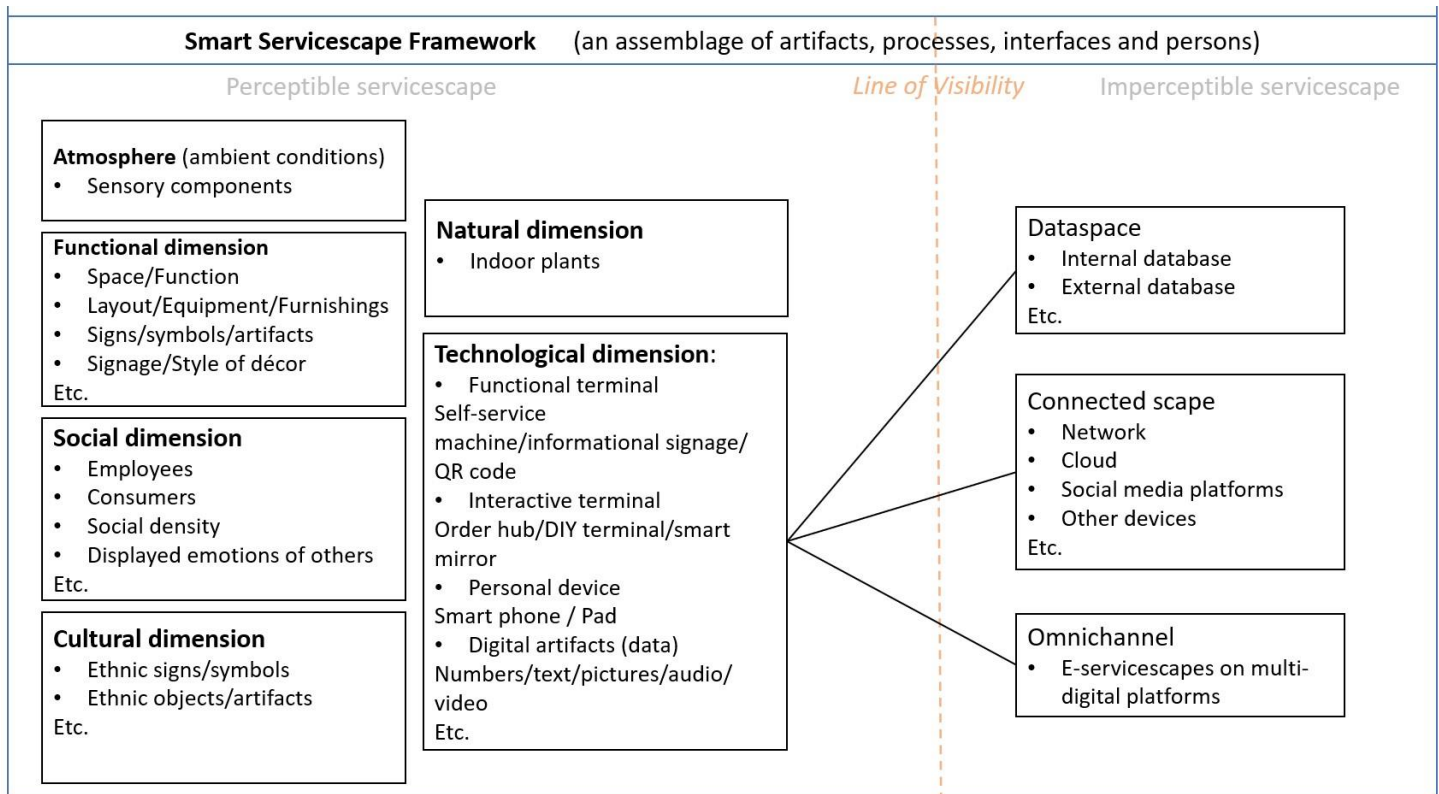 Smart Servicescape Framework (an assemblage of artifacts, processes, interfaces and persons)
Perceptible servicescape
Line of Visibility
Imperceptible servicescape
Atmosphere (ambient conditions)
• Sensory components
Functional dimension
• Space/Function
• Layout/Equipment/Furnishings
• Signs/symbols/artifacts
• Signage/Style of décor
Etc.
Social dimension
• Employees
• Consumers
• Social density
• Displayed emotions of others
Etc.
Cultural dimension
• Ethnic signs/symbols
• Ethnic objects/artifacts
Etc.
Natural dimension
• Indoor plants
Technological dimension:
• Functional terminal
Self-service
machine/informational signage/
QR code
• Interactive terminal
Order hub/DIY terminal/smart
mirror
• Personal device
Smart phone / Pad
• Digital artifacts (data)
Numbers/text/pictures/audio/
video
Etc.
Dataspace
• Internal database
• External database
Etc.
Connected scape
• Network
• Cloud
• Social media platforms
• Other devices
Etc.
Omnichannel
• E-servicescapes on multi-
digital platforms